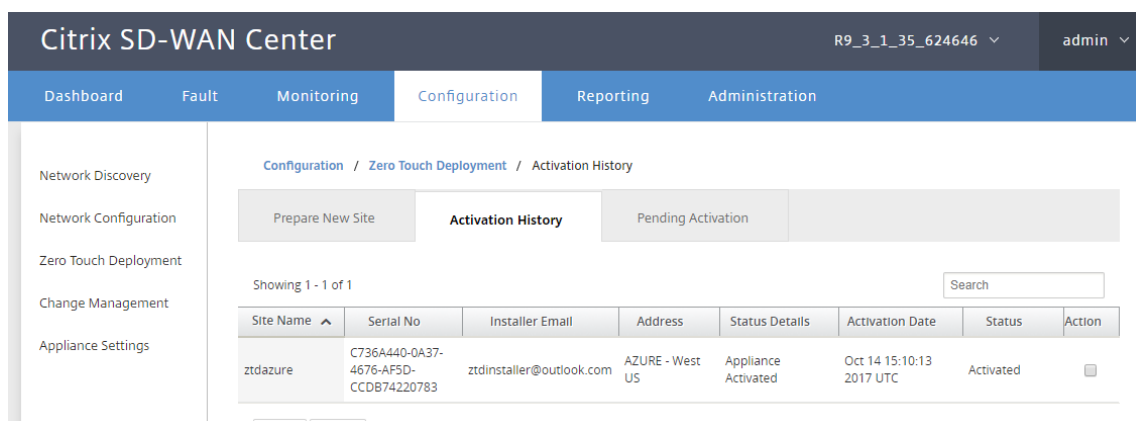 Citrix SD-WAN Center
R9_3_1_35_624646
admin
Dashboard Fault Monitoring Configuration Reporting Administration
Network Discovery
Network Configuration
Zero Touch Deployment
Change Management
Appliance Settings
Configuration / Zero Touch Deployment / Activation History
Prepare New Site Activation History Pending Activation
Showing 1 - 1 of 1
Search
Site Name Serial No Installer Email Address Status Details Activation Date Status Action
ztdazure
C736A440-0A37-
4676-AF5D-
CCDB74220783
ztdinstaller@outlook.com
AZURE - West
US
Appliance
Activated
Oct 14 15:10:13
2017 UTC
Activated